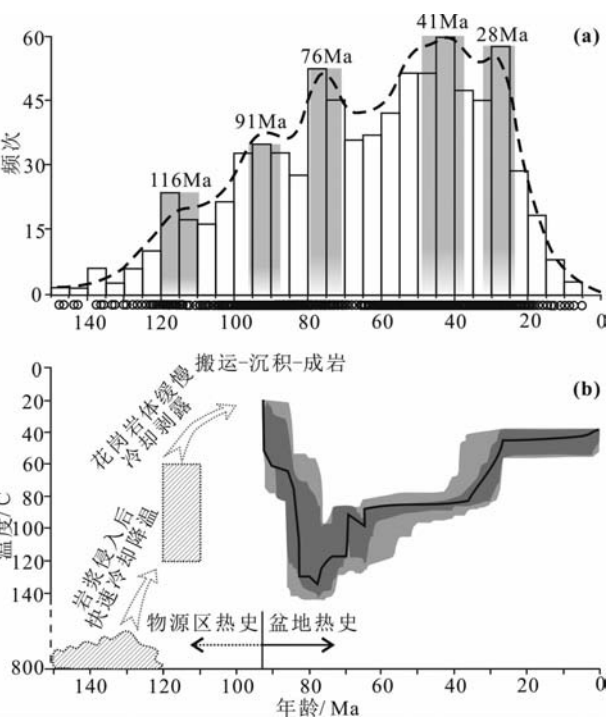 (a)
60
45
30
15
0
频次
116Ma
91Ma
76Ma
41Ma
28Ma
140
120
100
80
60
40
20
0
搬运-沉积-成岩
(b)
0
20
40
60
80
100
120
140
800
温度/℃
花岗岩体缓慢
冷却剥露
岩浆侵入后
快速冷却降温
物源区热史
盆地热史
140
120
100
80
60
40
20
0
年龄/Ma